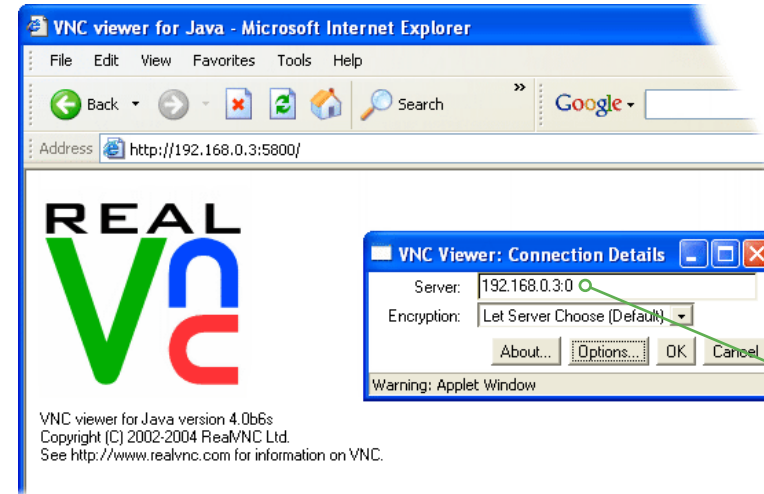 VNC viewer for Java - Microsoft Internet Explorer
File Edit View Favorites Tools Help
Back Search » Google
Address http://192.168.0.3:5800/
REAL
Vnc
VNC Viewer: Connection Details
Server: 192.168.0.3:0
Encryption: Let Server Choose (Default)
About... Options... OK Cancel
Warning: Applet Window
VNC viewer for Java version 4.0b6s
Copyright (C) 2002-2004 RealVNC Ltd.
See http://www.realvnc.com for information on VNC.